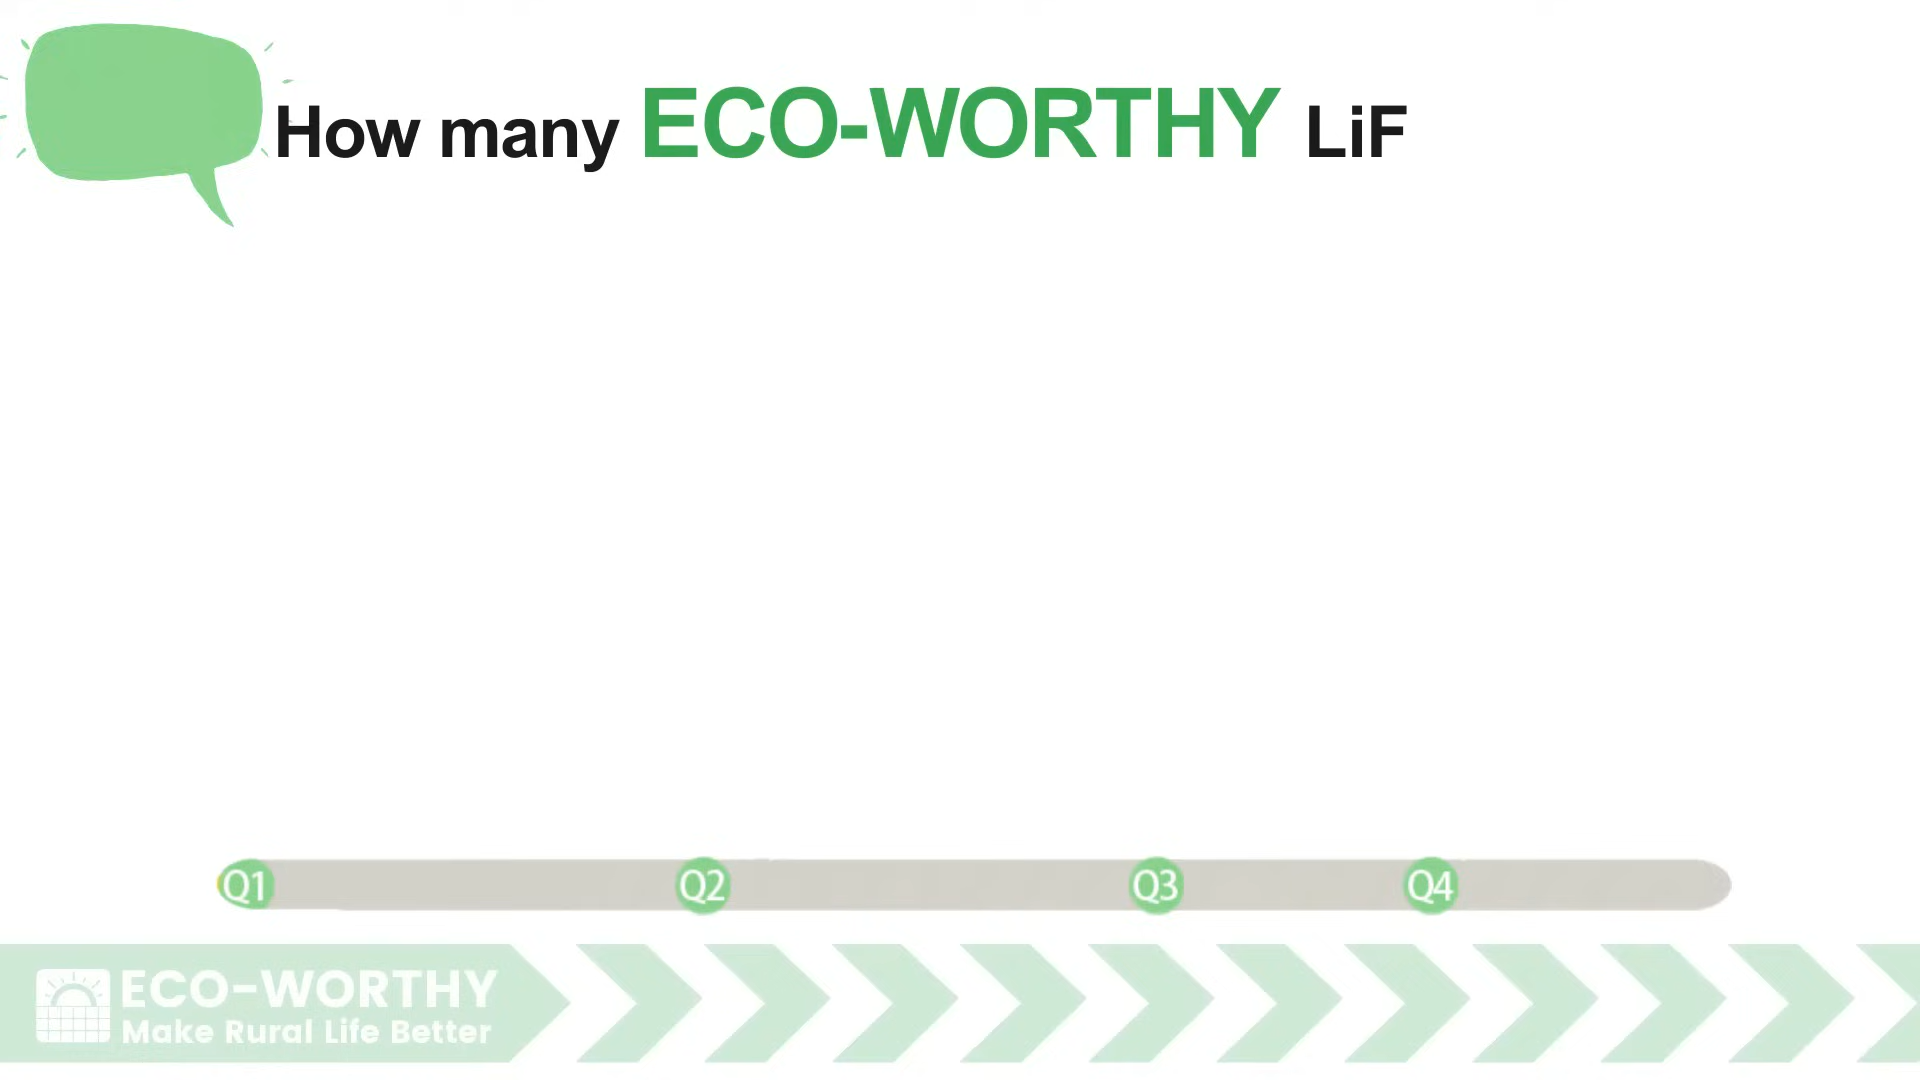 How many ECO-WORTHY LiF
Q1 Q2 Q3 Q4
ECO-WORTHY
Make Rural Life Better